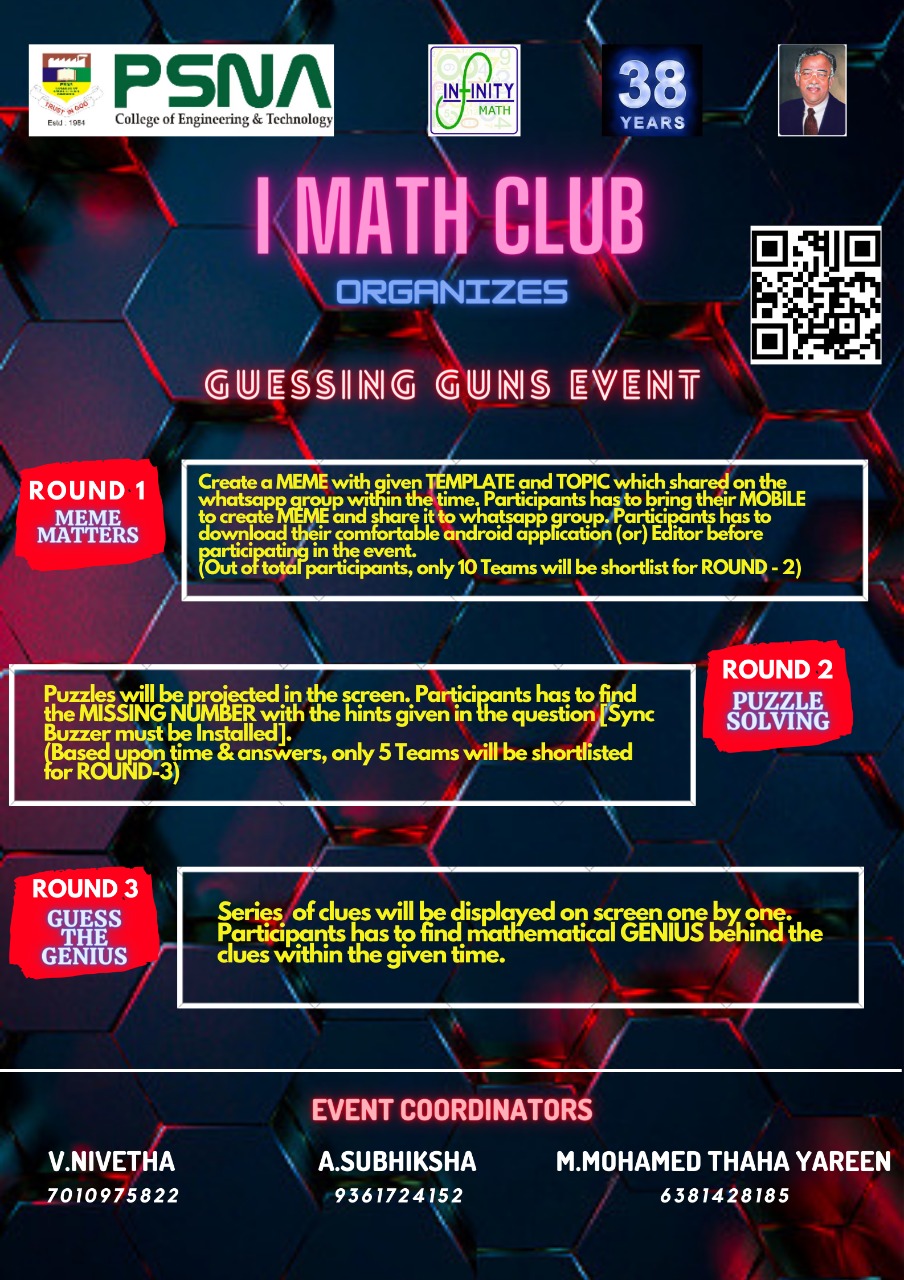 PSNA
College of Engineering & Technology
PSNA
TRUST IN GOD
Estd : 1984
INFINITY
MATH
38
YEARS
I MATH CLUB
ORGANIZES
GUESSING GUNS EVENT
ROUND 1
MEME
MATTERS
Create a MEME with given TEMPLATE and TOPIC which shared on the
whatsapp group within the time. Participants has to bring their MOBILE
to create MEME and share it to whatsapp group. Participants has to
download their comfortable android application (or) Editor before
participating in the event.
(Out of total participants, only 10 Teams will be shortlist for ROUND - 2)
Puzzles will be projected in the screen. Participants has to find
the MISSING NUMBER with the hints given in the question [Sync
Buzzer must be Installed].
(Based upon time & answers, only 5 Teams will be shortlisted
for ROUND-3)
ROUND 2
PUZZLE
SOLVING
ROUND 3
GUESS
THE
GENIUS
Series of clues will be displayed on screen one by one.
Participants has to find mathematical GENIUS behind the
clues within the given time.
EVENT COORDINATORS
V.NIVETHA
7010975822
A.SUBHIKSHA
9361724152
M.MOHAMED THAHA YAREEN
6381428185